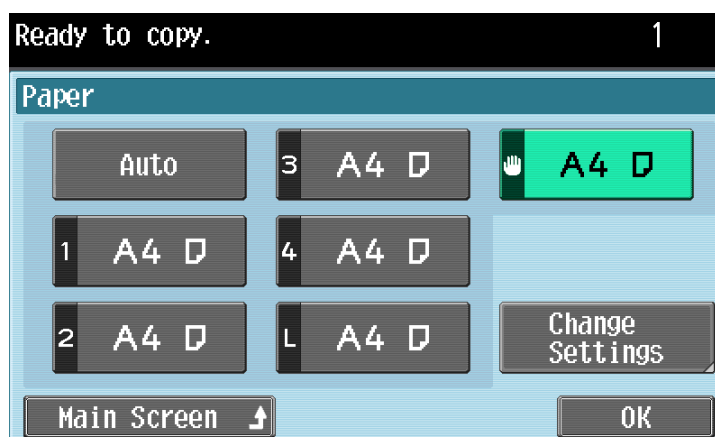 Ready to copy. 1
Paper
Auto
3 A4
A4
1 A4
4 A4
2 A4
L A4
Change
Settings
Main Screen
OK